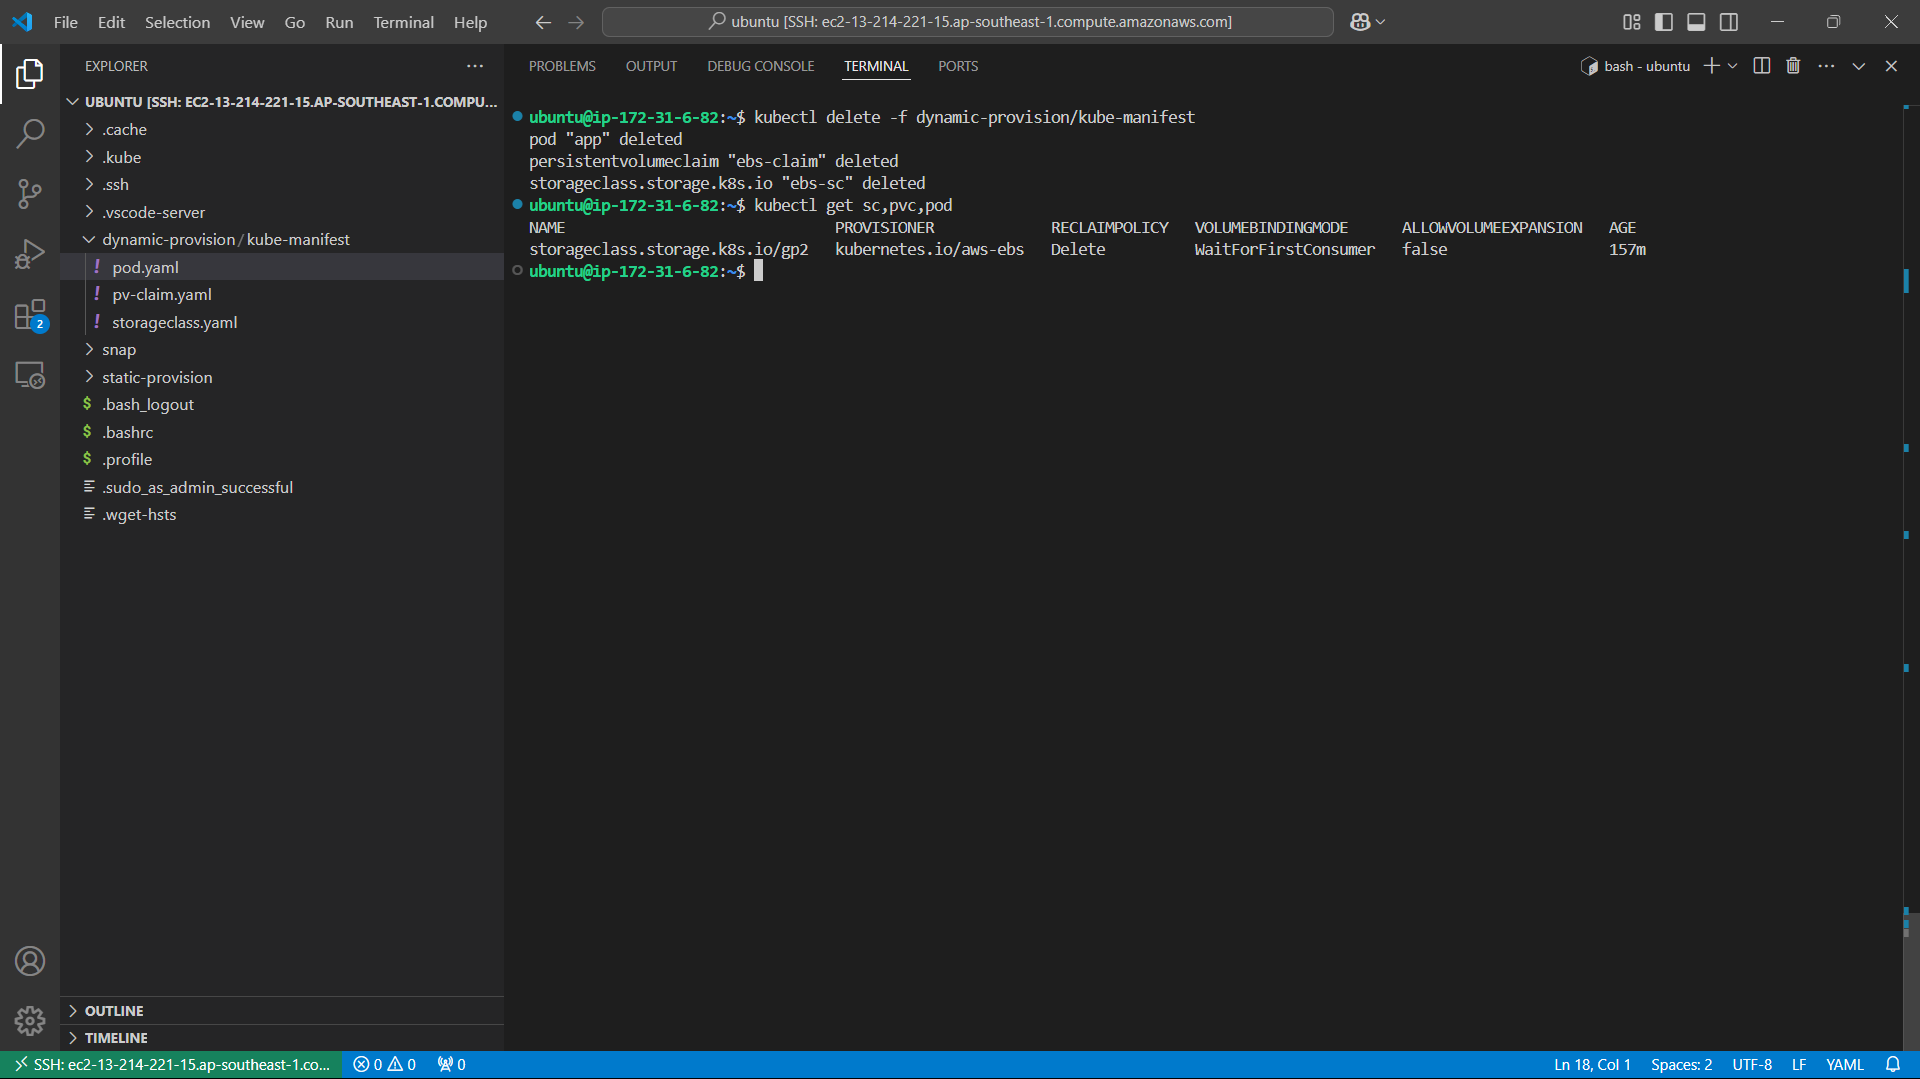 File Edit Selection View Go Run Terminal Help
ubuntu [SSH: ec2-13-214-221-15.ap-southeast-1.compute.amazonaws.com]
EXPLORER
UBUNTU [SSH: EC2-13-214-221-15.AP-SOUTHEAST-1.COMPU...
.cache
.kube
.ssh
.vscode-server
dynamic-provision / kube-manifest
! pod.yaml
! pv-claim.yaml
! storageclass.yaml
snap
static-provision
$ .bash_logout
$ .bashrc
$ .profile
.sudo_as_admin_successful
.wget-hsts
2
OUTLINE
TIMELINE
PROBLEMS OUTPUT DEBUG CONSOLE TERMINAL PORTS
bash - ubuntu
ubuntu@ip-172-31-6-82:~$ kubectl delete -f dynamic-provision/kube-manifest
pod "app" deleted
persistentvolumeclaim "ebs-claim" deleted
storageclass.storage.k8s.io "ebs-sc" deleted
ubuntu@ip-172-31-6-82:~$ kubectl get sc,pvc,pod
NAME PROVISIONER RECLAIMPOLICY VOLUMEBINDINGMODE ALLOWVOLUMEEXPANSION AGE
storageclass.storage.k8s.io/gp2 kubernetes.io/aws-ebs Delete WaitForFirstConsumer false 157m
ubuntu@ip-172-31-6-82:~$
SSH: ec2-13-214-221-15.ap-southeast-1.co... 0 0 0 Ln 18, Col 1 Spaces: 2 UTF-8 LF YAML